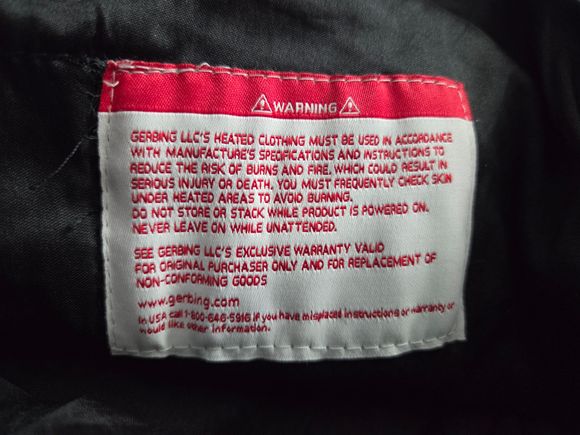 ⚠WARNING⚠
GERBING LLC'S HEATED CLOTHING MUST BE USED IN ACCORDANCE
WITH MANUFACTURE'S SPECIFICATIONS AND INSTRUCTIONS TO
REDUCE THE RISK OF BURNS AND FIRE. WHICH COULD RESULT IN
SERIOUS INJURY OR DEATH, YOU MUST FREQUENTLY CHECK SKIN
UNDER HEATED AREAS TO AVOID BURNING.
DO NOT STORE OR STACK WHILE PRODUCT IS POWERED ON.
NEVER LEAVE ON WHILE UNATTENDED.
SEE GERBING LLC'S EXCLUSIVE WARRANTY VALID
FOR ORIGINAL PURCHASER ONLY AND FOR REPLACEMENT OF
NON-CONFORMING GOODS
www.gerbing.com
In USA call 1-800-646-5916 if you have misplaced instructions or warranty or
would like other information.